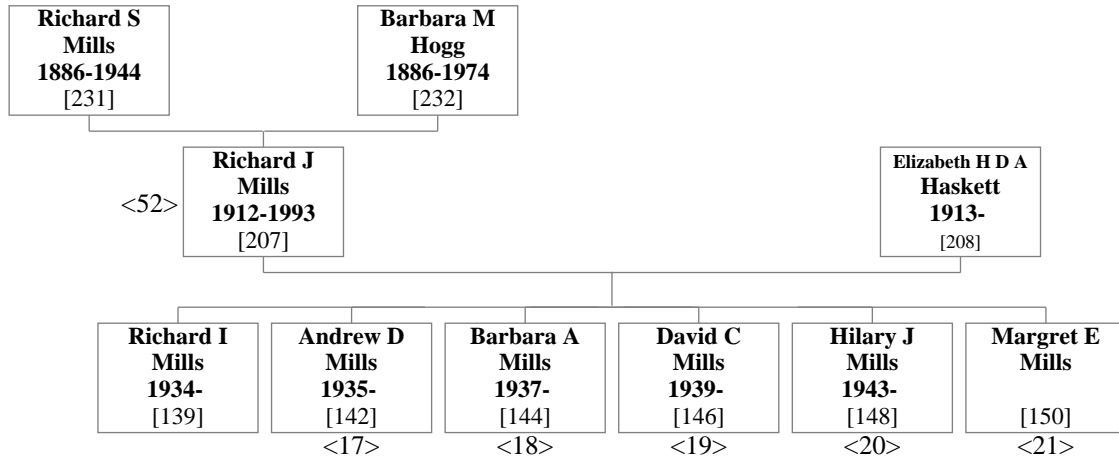 Richard S
Mills
1886-1944
[231]
Barbara M
Hogg
1886-1974
[232]
<52>
Richard J
Mills
1912-1993
[207]
Elizabeth H D A
Haskett
1913-
[208]
Richard I
Mills
1934-
[139]
Andrew D
Mills
1935-
[142]
<17>
Barbara A
Mills
1937-
[144]
<18>
David C
Mills
1939-
[146]
<19>
Hilary J
Mills
1943-
[148]
<20>
Margret E
Mills
[150]
<21>